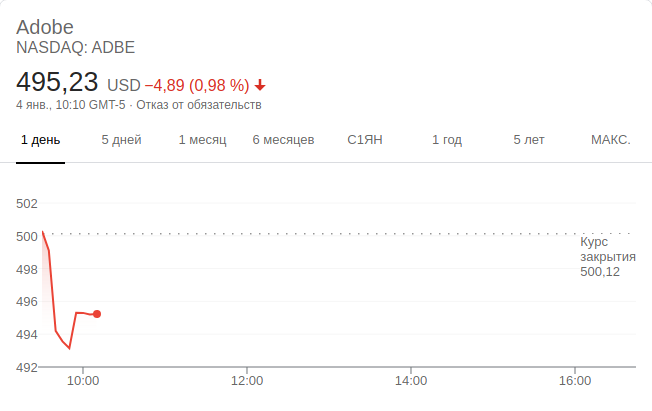 Adobe
NASDAQ: ADBE
495,23 USD −4,89 (0,98 %)
4 янв., 10:10 GMT-5 · Отказ от обязательств
1 день 5 дней 1 месяц 6 месяцев С1ЯН 1 год 5 лет МАКС.
502
500
498
496
494
492
Курс
закрытия
500,12
10:00 12:00 14:00 16:00